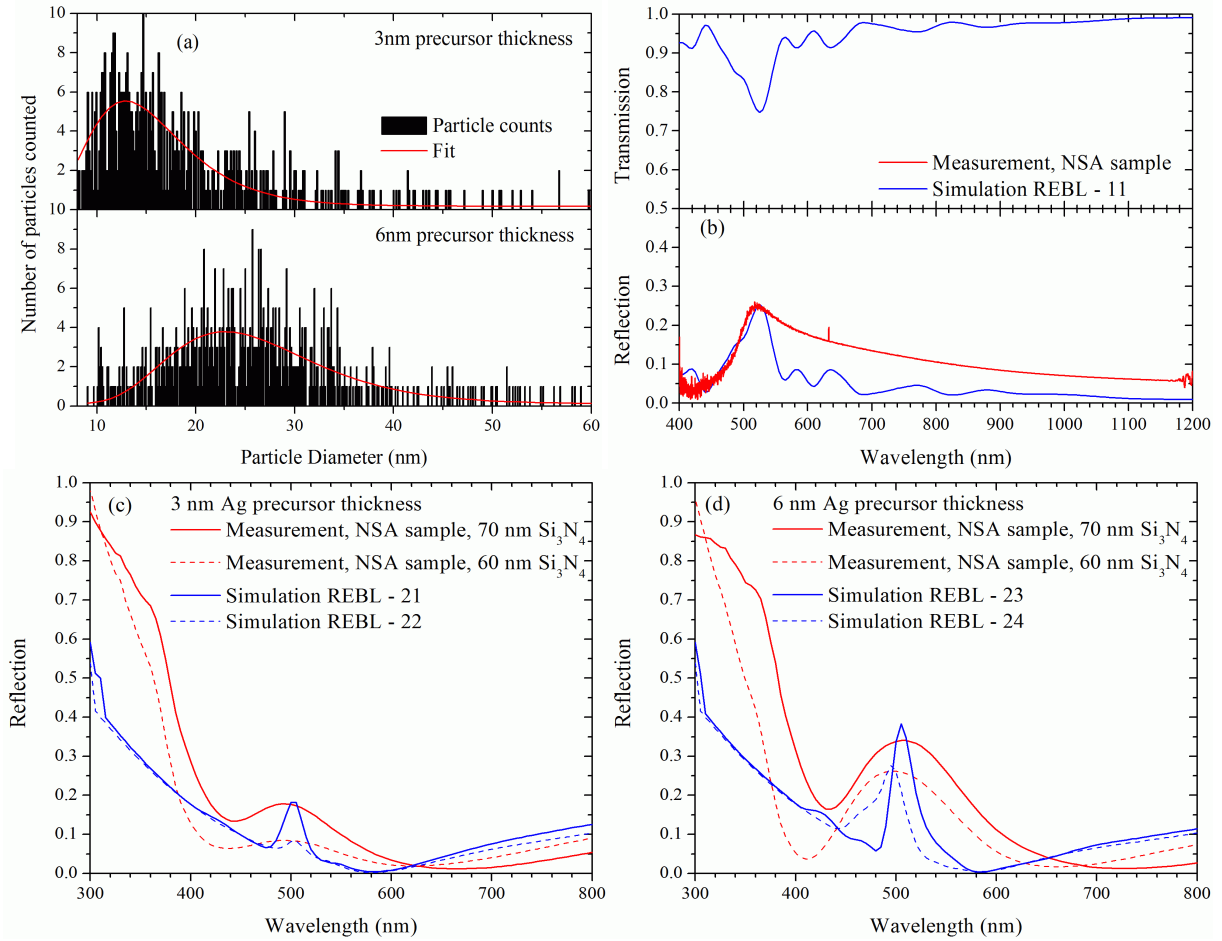 (a)
3nm precursor thickness
Particle counts
Fit
10
8
6
4
2
10
6nm precursor thickness
8
6
4
2
0
10
20
30
40
50
60
Number of particles counted
Particle Diameter (nm)
1.0
0.9
0.8
0.7
0.6
0.5
Transmission
Measurement, NSA sample
Simulation REBL - 11
(b)
0.4
0.3
0.2
0.1
0.0
Reflection
400
500
600
700
800
900
1000
1100
1200
Wavelength (nm)
(c)
3 nm Ag precursor thickness
Measurement, NSA sample, 70 nm Si3N4
Measurement, NSA sample, 60 nm Si3N4
Simulation REBL - 21
Simulation REBL - 22
1.0
0.9
0.8
0.7
0.6
0.5
0.4
0.3
0.2
0.1
0.0
Reflection
300
400
500
600
700
800
Wavelength (nm)
(d)
6 nm Ag precursor thickness
Measurement, NSA sample, 70 nm Si3N4
Measurement, NSA sample, 60 nm Si3N4
Simulation REBL - 23
Simulation REBL - 24
1.0
0.9
0.8
0.7
0.6
0.5
0.4
0.3
0.2
0.1
0.0
Reflection
300
400
500
600
700
800
Wavelength (nm)